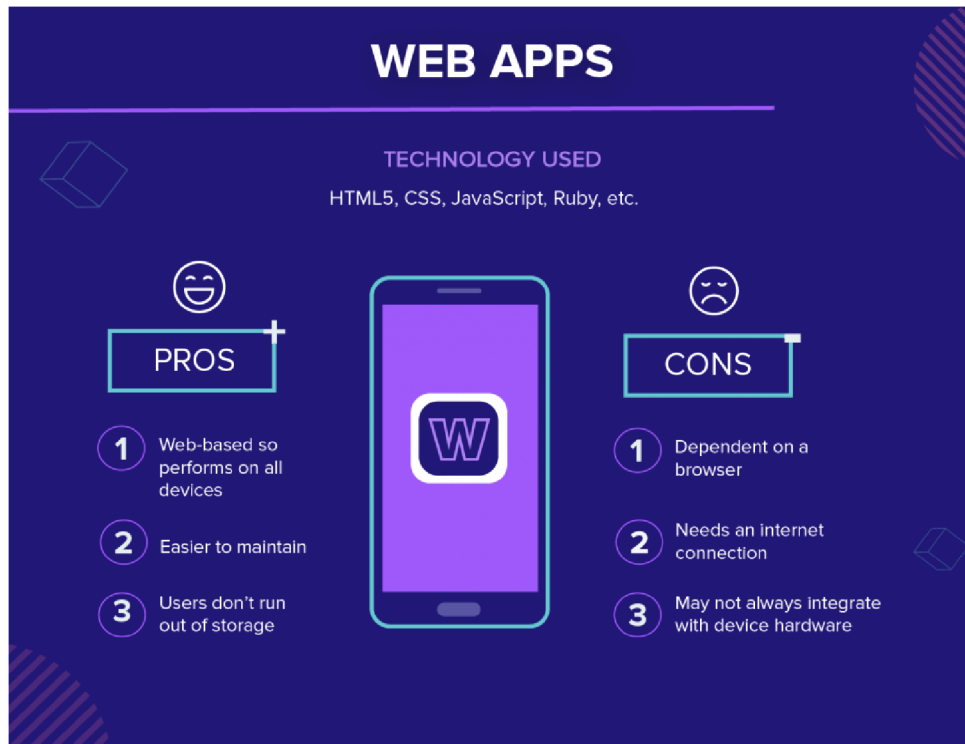 WEB APPS
TECHNOLOGY USED
HTML5, CSS, JavaScript, Ruby, etc.
PROS
1
Web-based so
performs on all
devices
2
Easier to maintain
3
Users don't run
out of storage
W
CONS
1
Dependent on a
browser
2
Needs an internet
connection
3
May not always integrate
with device hardware